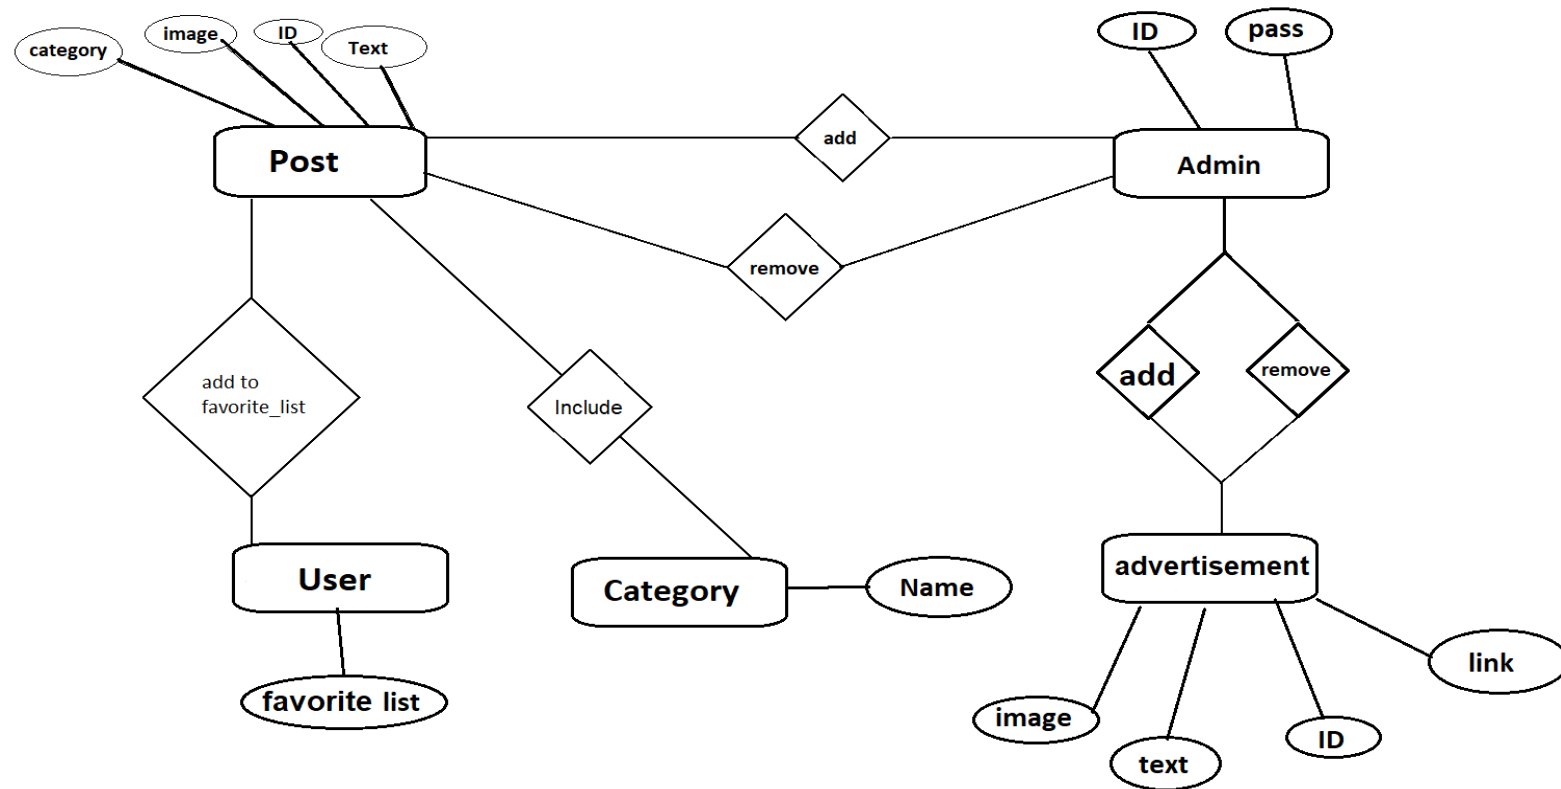 category
image
ID
Text
ID
pass
Post
add
Admin
remove
add to
favorite_list
Include
add
remove
User
Category
Name
advertisement
favorite list
image
text
ID
link